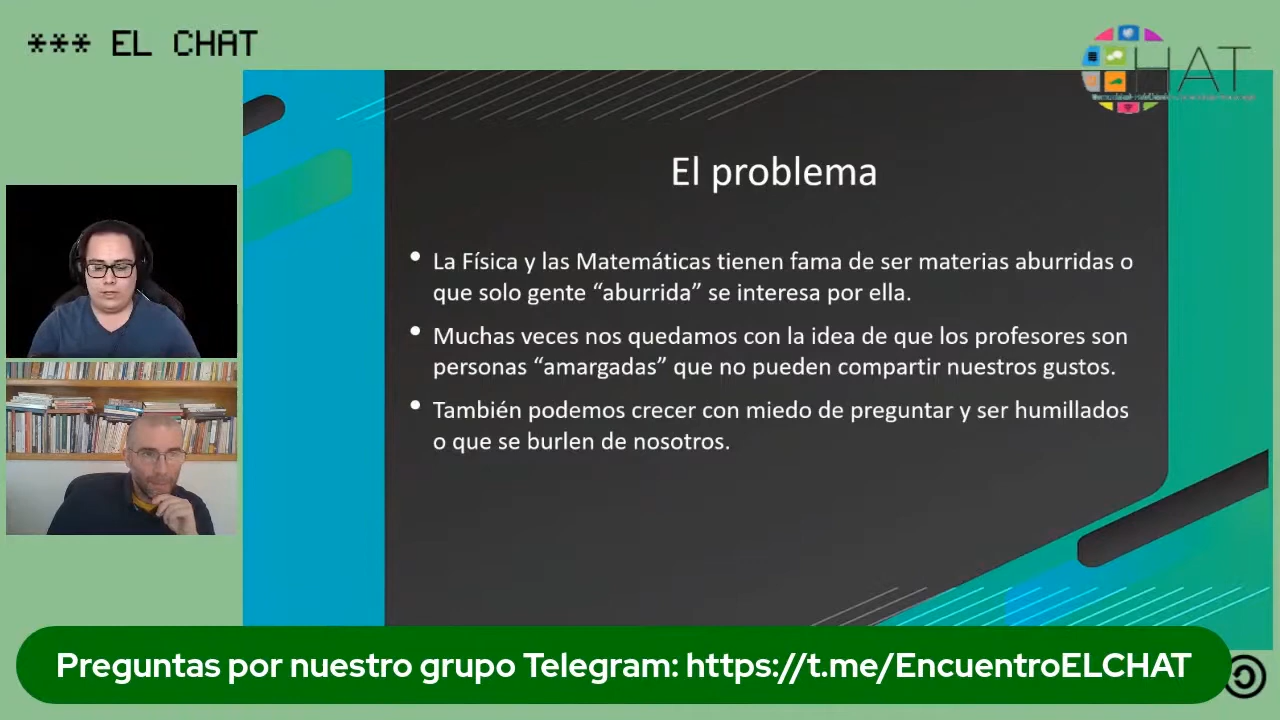 *** EL CHAT
HAT
El problema
• La Física y las Matemáticas tienen fama de ser materias aburridas o
que solo gente “aburrida” se interesa por ella.
• Muchas veces nos quedamos con la idea de que los profesores son
personas “amargadas” que no pueden compartir nuestros gustos.
• También podemos crecer con miedo de preguntar y ser humillados
o que se burlen de nosotros.
Preguntas por nuestro grupo Telegram: https://t.me/EncuentroELCHAT